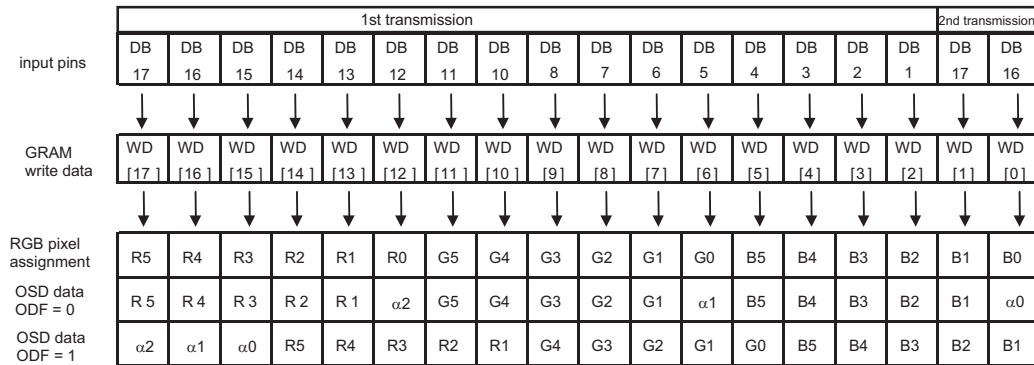 1st transmission 2nd transmission
input pins DB 17 DB 16 DB 15 DB 14 DB 13 DB 12 DB 11 DB 10 DB 8 DB 7 DB 6 DB 5 DB 4 DB 3 DB 2 DB 1 DB 17 DB 16
GRAM write data WD [17] WD [16] WD [15] WD [14] WD [13] WD [12] WD [11] WD [10] WD [9] WD [8] WD [7] WD [6] WD [5] WD [4] WD [3] WD [2] WD [1] WD [0]
RGB pixel assignment R5 R4 R3 R2 R1 R0 G5 G4 G3 G2 G1 G0 B5 B4 B3 B2 B1 B0
OSD data ODF = 0 R 5 R 4 R 3 R 2 R 1 α2 G5 G4 G3 G2 G1 α1 B5 B4 B3 B2 B1 α0
OSD data ODF = 1 α2 α1 α0 R5 R4 R3 R2 R1 G4 G3 G2 G1 G0 B5 B4 B3 B2 B1